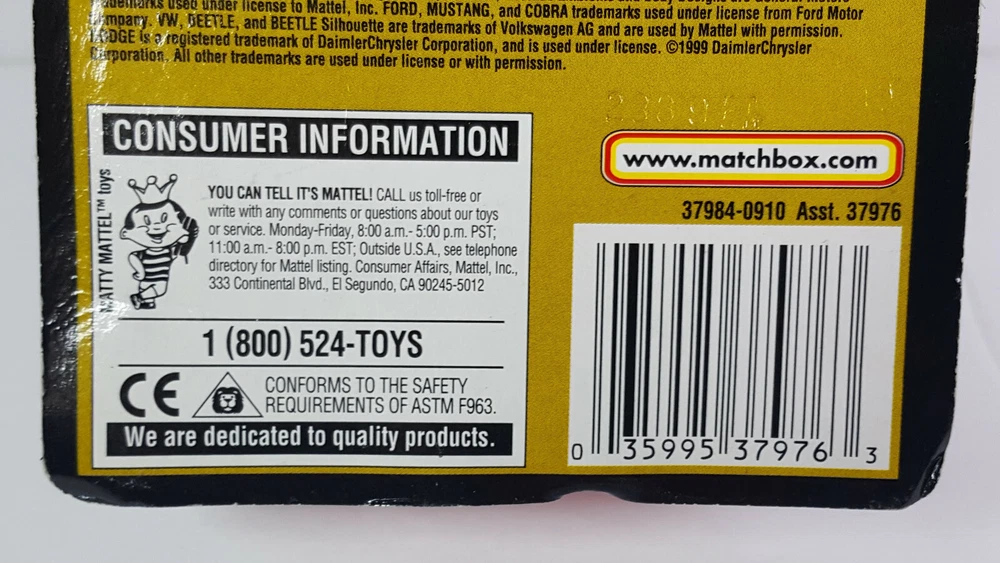 trademarks used under license to Mattel, Inc. FORD, MUSTANG, and COBRA trademarks used under license from Ford Motor
Company. VW, BEETLE, and BEETLE Silhouette are trademarks of Volkswagen AG and are used by Mattel with permission.
DODGE is a registered trademark of DaimlerChrysler Corporation, and is used under license. ©1999 DaimlerChrysler
Corporation. All other trademarks are used under license or with permission.
CONSUMER INFORMATION
MATTY MATTEL™ toys
YOU CAN TELL IT'S MATTEL! CALL us toll-free or
write with any comments or questions about our toys
or service. Monday-Friday, 8:00 a.m.- 5:00 p.m. PST;
11:00 a.m.- 8:00 p.m. EST; Outside U.S.A., see telephone
directory for Mattel listing. Consumer Affairs, Mattel, Inc.,
333 Continental Blvd., El Segundo, CA 90245-5012
1 (800) 524-TOYS
CE
CONFORMS TO THE SAFETY
REQUIREMENTS OF ASTM F963.
We are dedicated to quality products.
www.matchbox.com
37984-0910 Asst. 37976
0 35995 37976 3